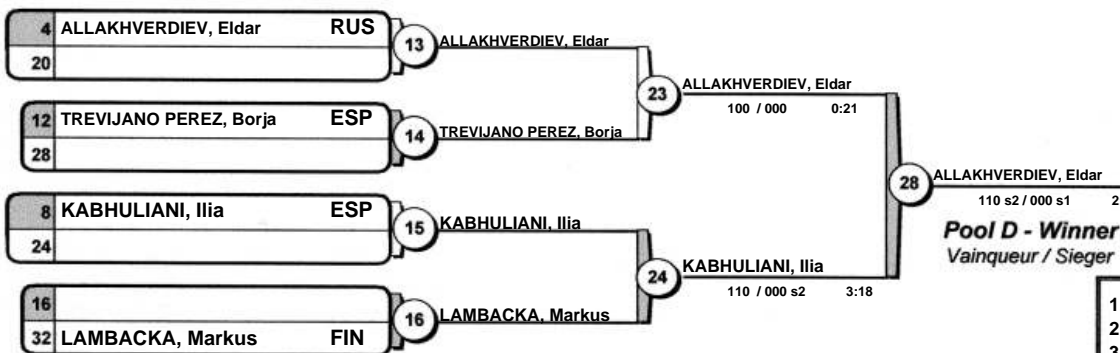 4 ALLAKHVERDIEV, Eldar RUS
20
13 ALLAKHVERDIEV, Eldar
12 TREVIJANO PEREZ, Borja ESP
28
14 TREVIJANO PEREZ, Borja
23 ALLAKHVERDIEV, Eldar
100 / 000 0:21
8 KABHULIANI, Ilia ESP
24
15 KABHULIANI, Ilia
16
32 LAMBACKA, Markus FIN
16 LAMBACKA, Markus
24 KABHULIANI, Ilia
110 / 000 s2 3:18
28 ALLAKHVERDIEV, Eldar
110 s2 / 000 s1 2
Pool D - Winner
Vainqueur / Sieger
1
2
3